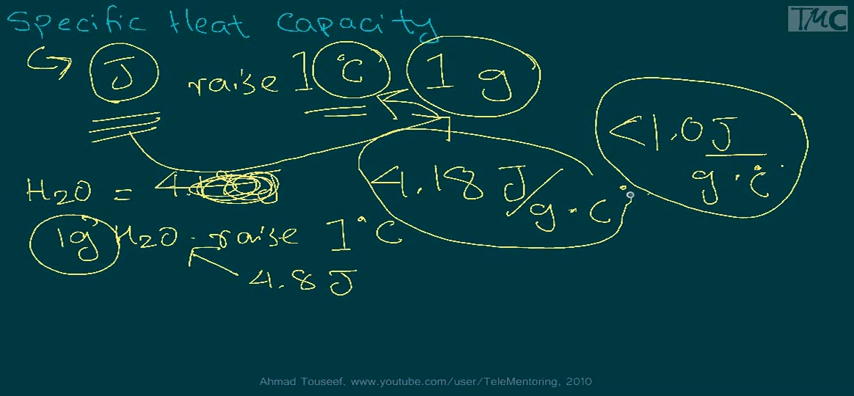 Specific Heat Capacity
TMC
J raise 1 °C 1 g
<1.0 J/g·°C
H2O = 4.18 J/g·c°
1g H2O raise 1°C
4.8 J
Ahmad Touseef, www.youtube.com/user/TeleMentoring, 2010